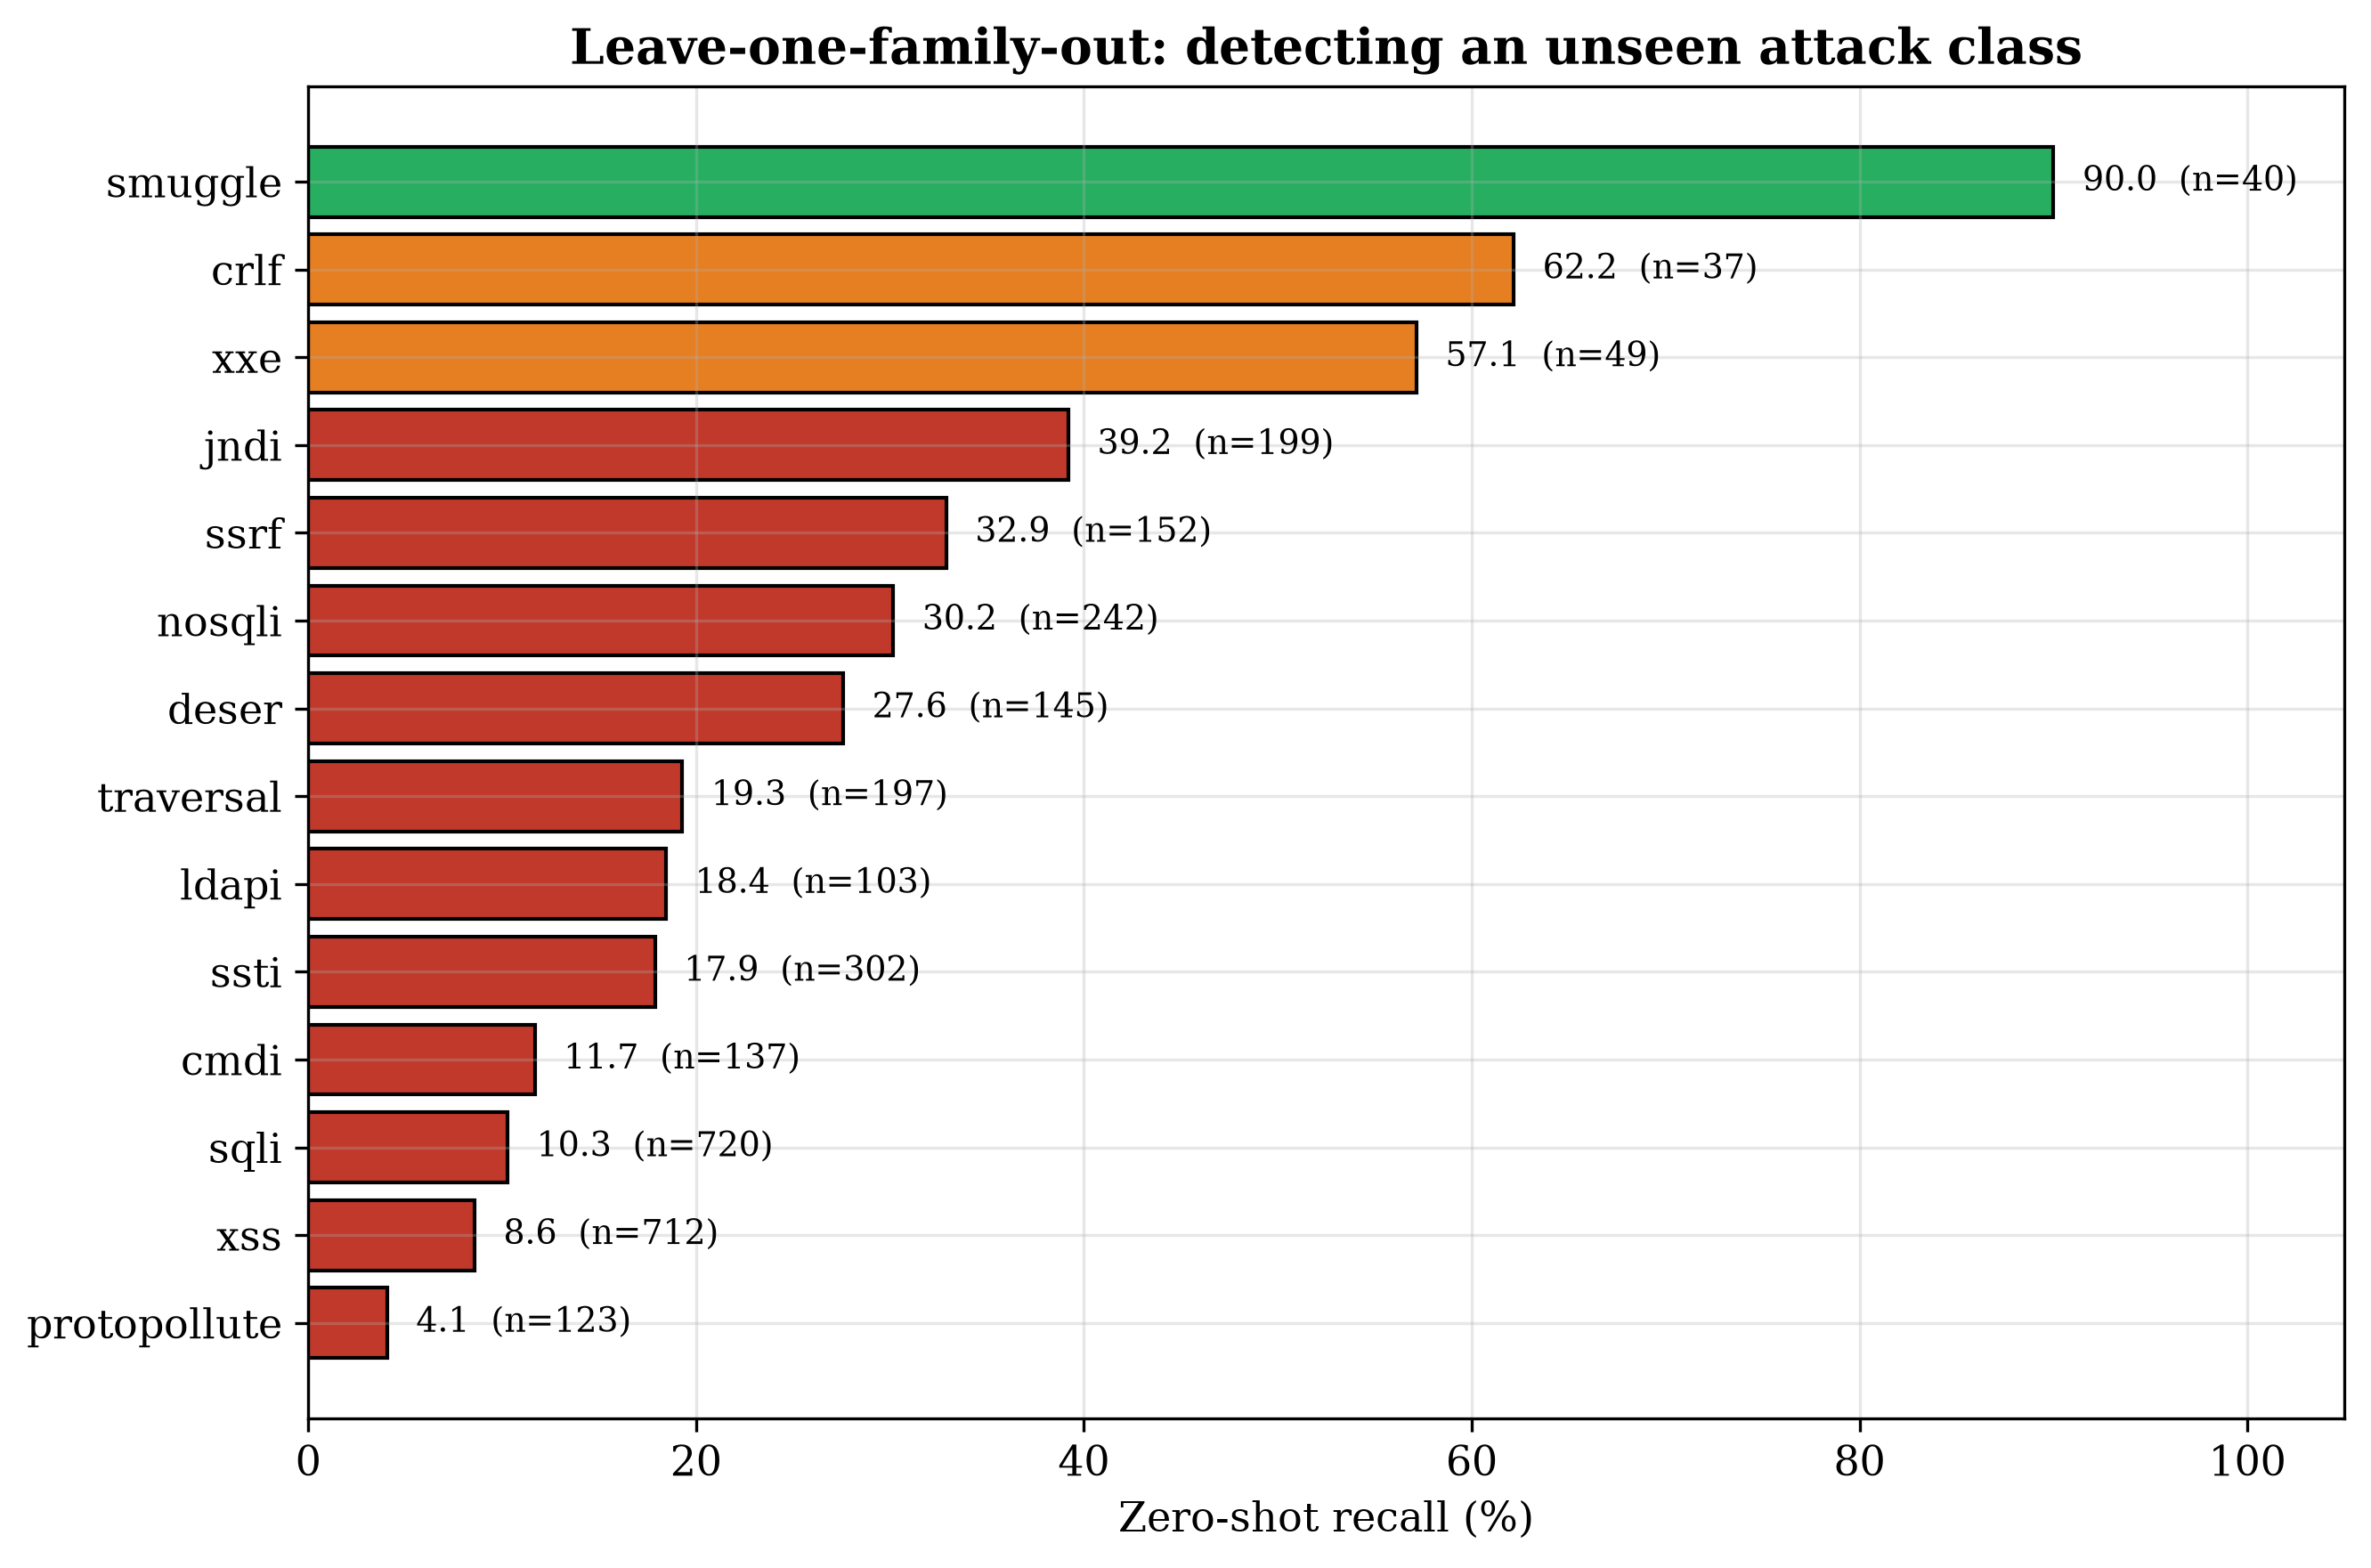 Leave-one-family-out: detecting an unseen attack class
smuggle 90.0 (n=40)
crlf 62.2 (n=37)
xxe 57.1 (n=49)
jndi 39.2 (n=199)
ssrf 32.9 (n=152)
nosqli 30.2 (n=242)
deser 27.6 (n=145)
traversal 19.3 (n=197)
ldapi 18.4 (n=103)
ssti 17.9 (n=302)
cmdi 11.7 (n=137)
sqli 10.3 (n=720)
xss 8.6 (n=712)
protopollute 4.1 (n=123)
0 20 40 60 80 100
Zero-shot recall (%)